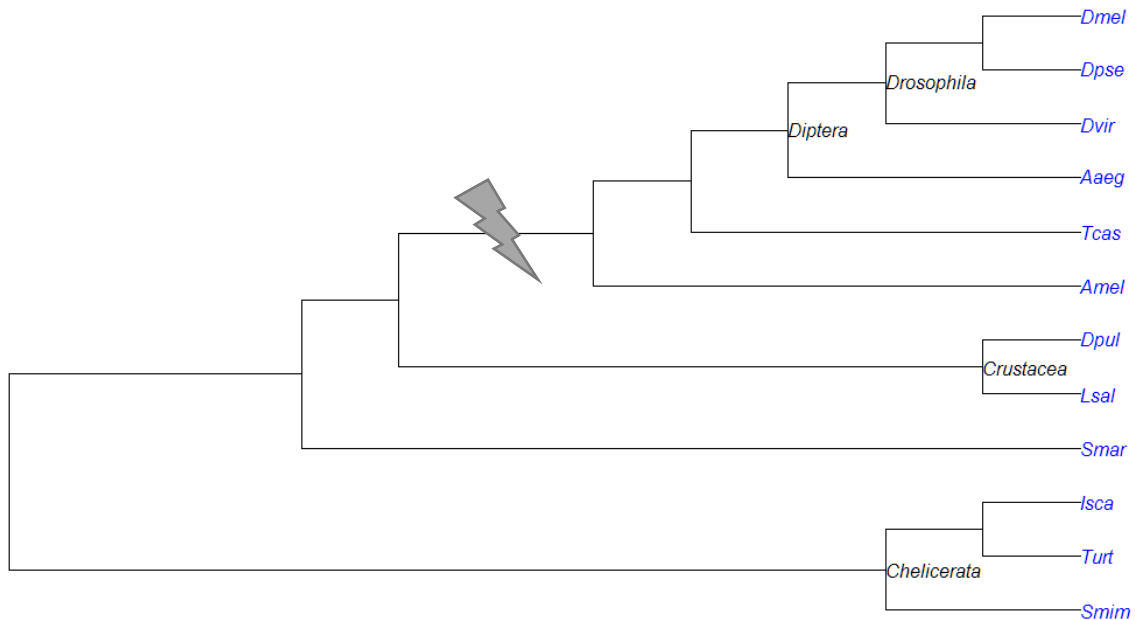 Dmel
Dpse
Drosophila
Dvir
Diptera
Aaeg
Tcas
Amel
Dpul
Crustacea
Lsal
Smar
Isca
Turt
Chelicerata
Smim